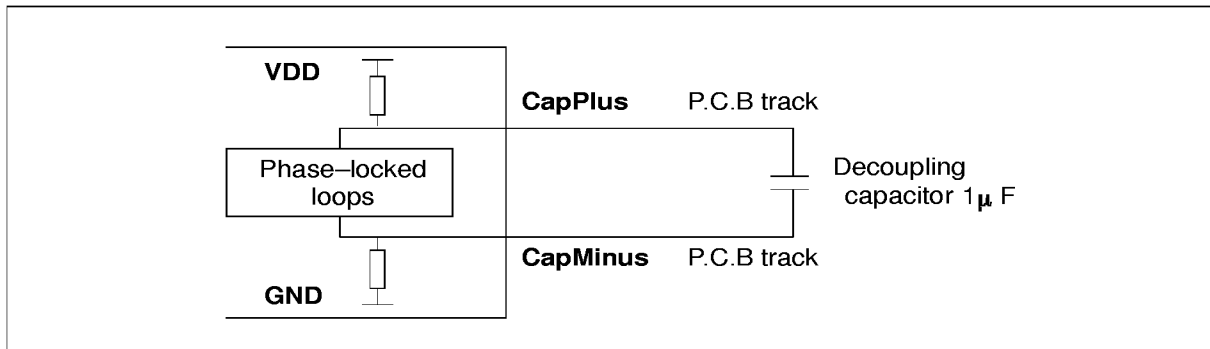 VDD
CapPlus P.C.B track
Phase–locked
loops
Decoupling
capacitor 1μ F
CapMinus P.C.B track
GND